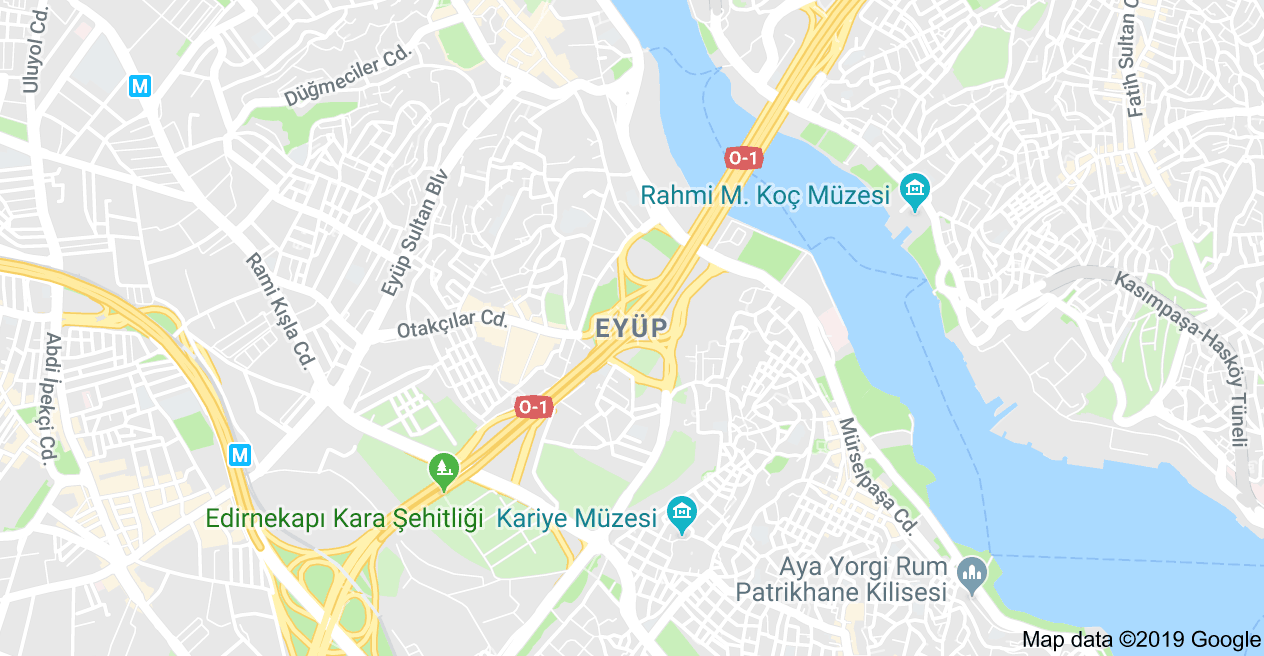 Uluyol Cd.
Fatih Sultan C
Düğmeciler Cd.
M
O-1
Rahmi M. Koç Müzesi
Eyüp Sultan Blv
Rami Kışla Cd.
Kasımpaşa-Hasköy Tüneli
Otakçılar Cd.
EYÜP
Abdi İpekçi Cd.
O-1
M
Mürselpaşa Cd.
Edirnekapı Kara Şehitliği
Kariye Müzesi
Aya Yorgi Rum
Patrikhane Kilisesi
Map data ©2019 Google